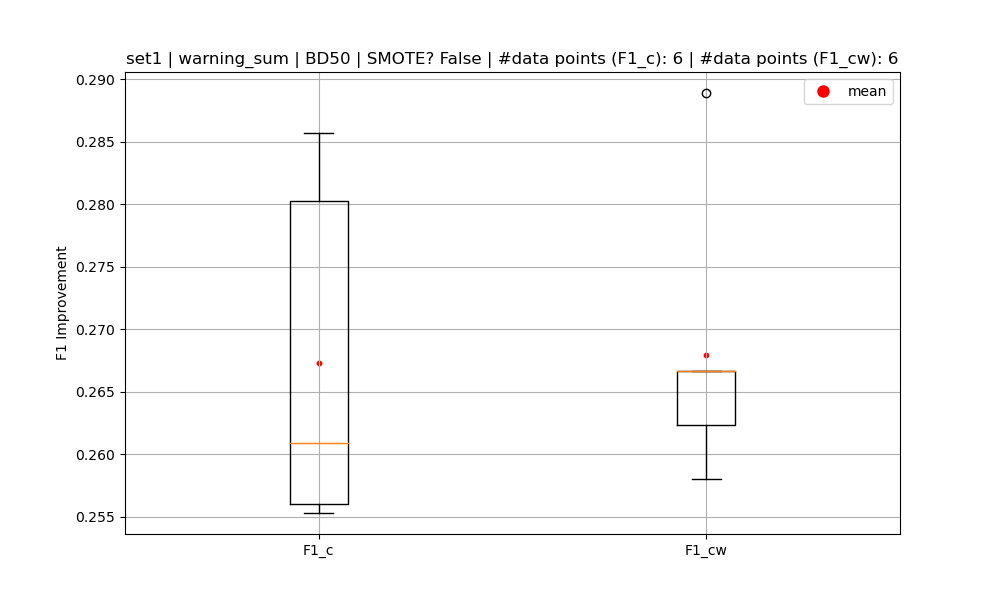 set1 | warning_sum | BD50 | SMOTE? False | #data points (F1_c): 6 | #data points (F1_cw): 6
mean
F1 Improvement
0.290
0.285
0.280
0.275
0.270
0.265
0.260
0.255
F1_c
F1_cw